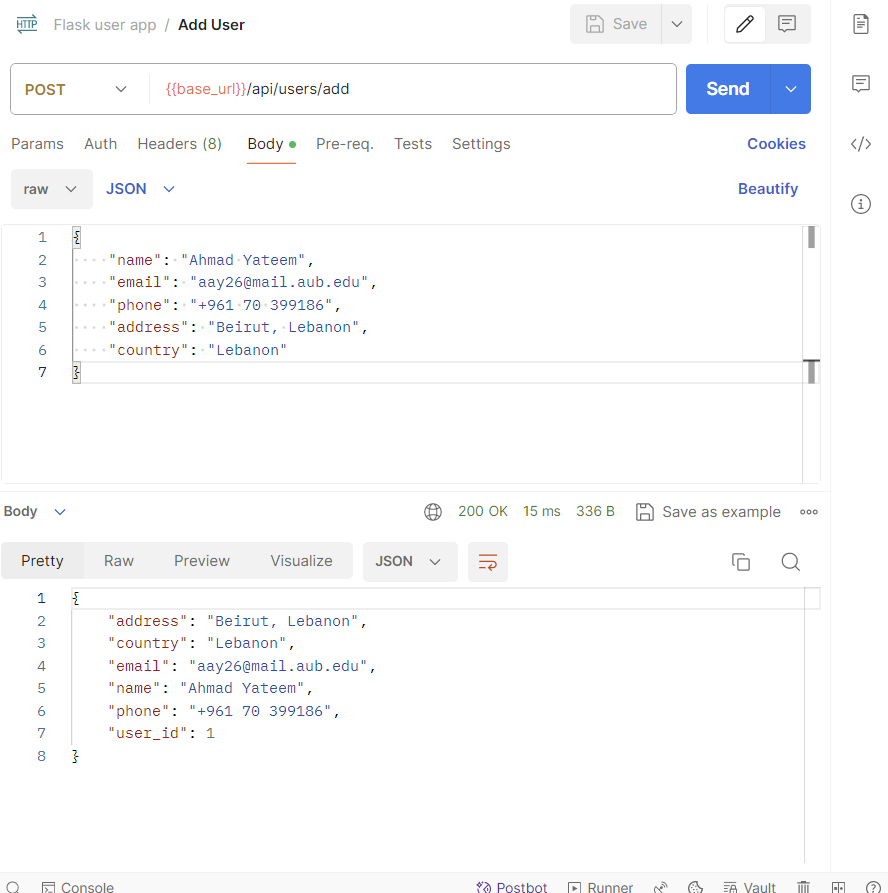 HTTP Flask user app / Add User Save
POST {{base_url}}/api/users/add Send
Params Auth Headers (8) Body Pre-req. Tests Settings Cookies
raw JSON Beautify
1 {
2 "name": "Ahmad Yateem",
3 "email": "aay26@mail.aub.edu",
4 "phone": "+961 70 399186",
5 "address": "Beirut, Lebanon",
6 "country": "Lebanon"
7 }
Body 200 OK 15 ms 336 B Save as example
Pretty Raw Preview Visualize JSON
1 {
2 "address": "Beirut, Lebanon",
3 "country": "Lebanon",
4 "email": "aay26@mail.aub.edu",
5 "name": "Ahmad Yateem",
6 "phone": "+961 70 399186",
7 "user_id": 1
8 }
Console Postbot Runner Vault